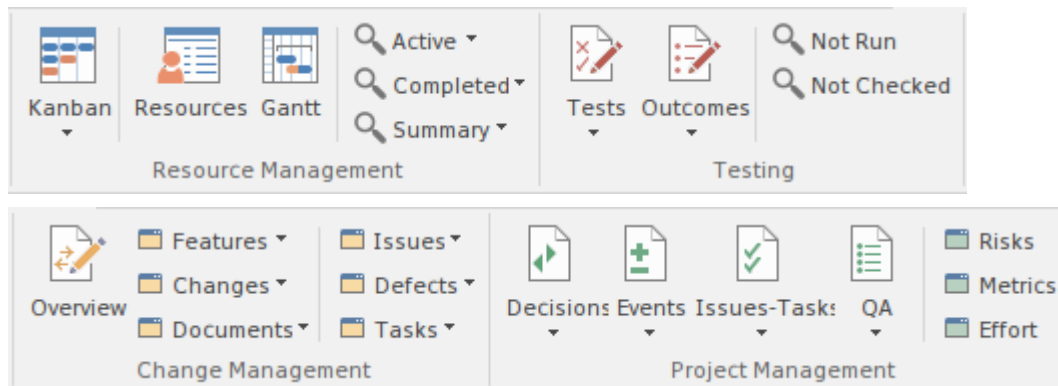 Kanban
Resources
Gantt
Active
Completed
Summary
Resource Management
Tests
Outcomes
Not Run
Not Checked
Testing
Overview
Features
Changes
Documents
Issues
Defects
Tasks
Change Management
Decisions
Events
Issues-Tasks
QA
Risks
Metrics
Effort
Project Management